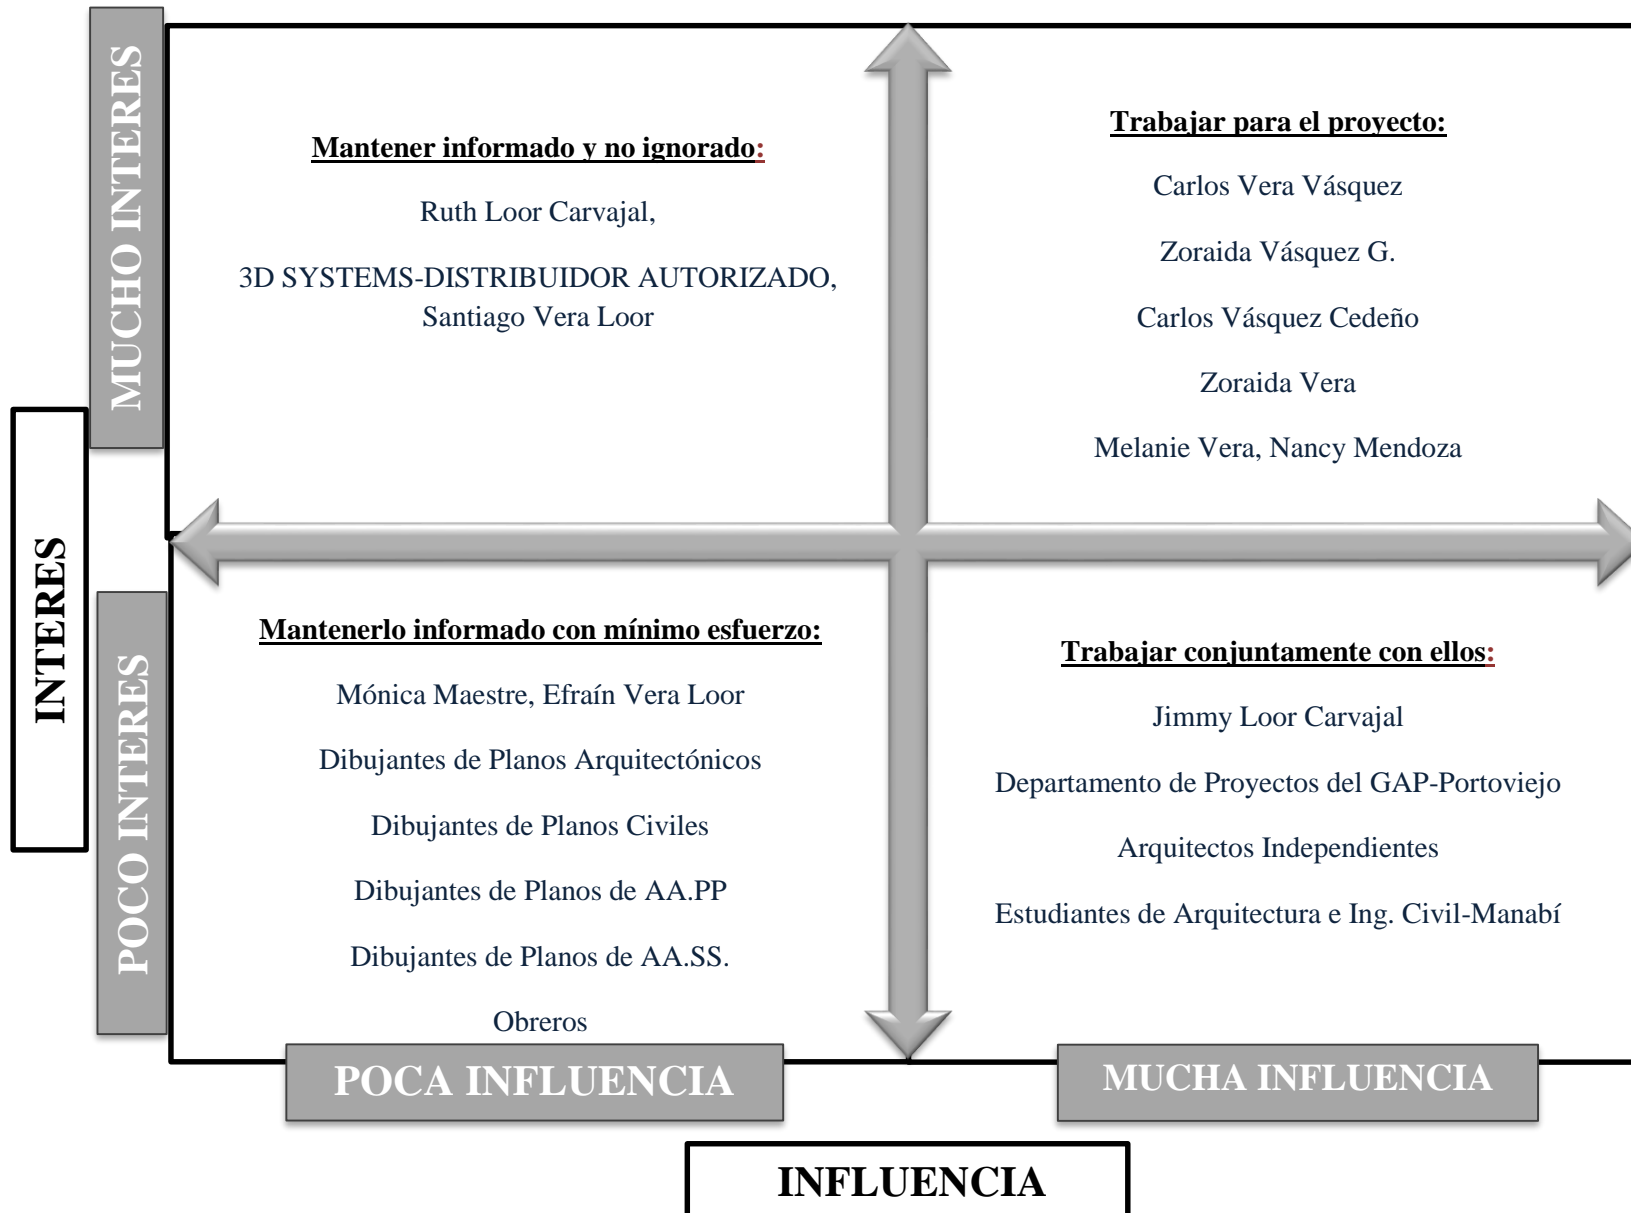 MUCHO INTERES
Mantener informado y no ignorado:
Ruth Loor Carvajal,
3D SYSTEMS-DISTRIBUIDOR AUTORIZADO,
Santiago Vera Loor
Trabajar para el proyecto:
Carlos Vera Vásquez
Zoraida Vásquez G.
Carlos Vásquez Cedeño
Zoraida Vera
Melanie Vera, Nancy Mendoza
INTERES
POCO INTERES
Mantenerlo informado con mínimo esfuerzo:
Mónica Maestre, Efraín Vera Loor
Dibujantes de Planos Arquitectónicos
Dibujantes de Planos Civiles
Dibujantes de Planos de AA.PP
Dibujantes de Planos de AA.SS.
Obreros
Trabajar conjuntamente con ellos:
Jimmy Loor Carvajal
Departamento de Proyectos del GAP-Portoviejo
Arquitectos Independientes
Estudiantes de Arquitectura e Ing. Civil-Manabí
POCA INFLUENCIA
MUCHA INFLUENCIA
INFLUENCIA